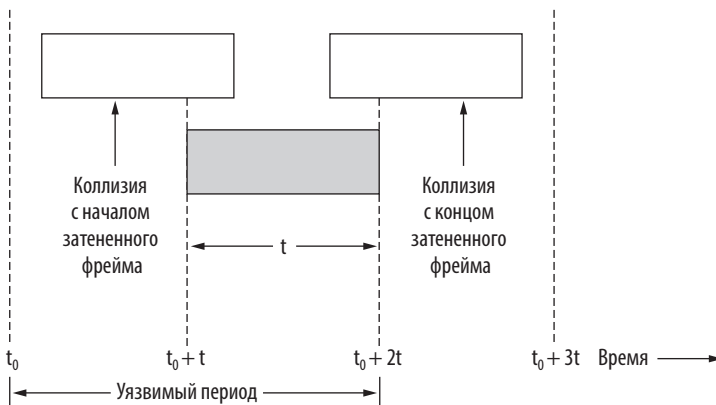 Коллизия
с началом
затененного
фрейма
Коллизия
с концом
затененного
фрейма
t
t₀
t₀ + t
t₀ + 2t
t₀ + 3t
Время
Уязвимый период